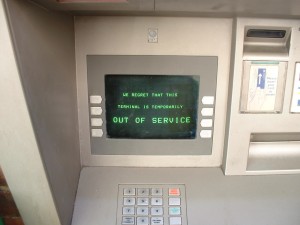 WE REGRET THAT THIS
TERMINAL IS TEMPORARILY
OUT OF SERVICE